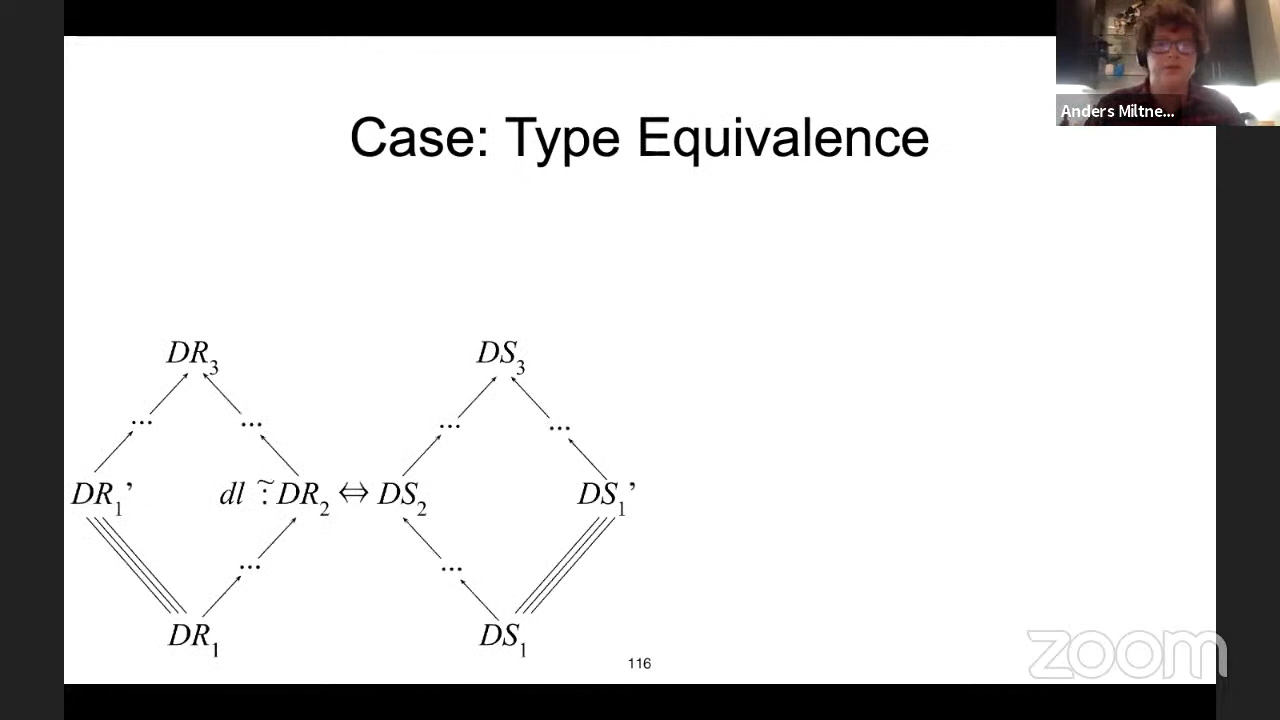 Anders Miltne...
Case: Type Equivalence
DR₃ DS₃
... ... ... ...
DR₁’ dl ⋮̃ DR₂ ⇔ DS₂ DS₁’
... ...
DR₁ DS₁
116
zoom